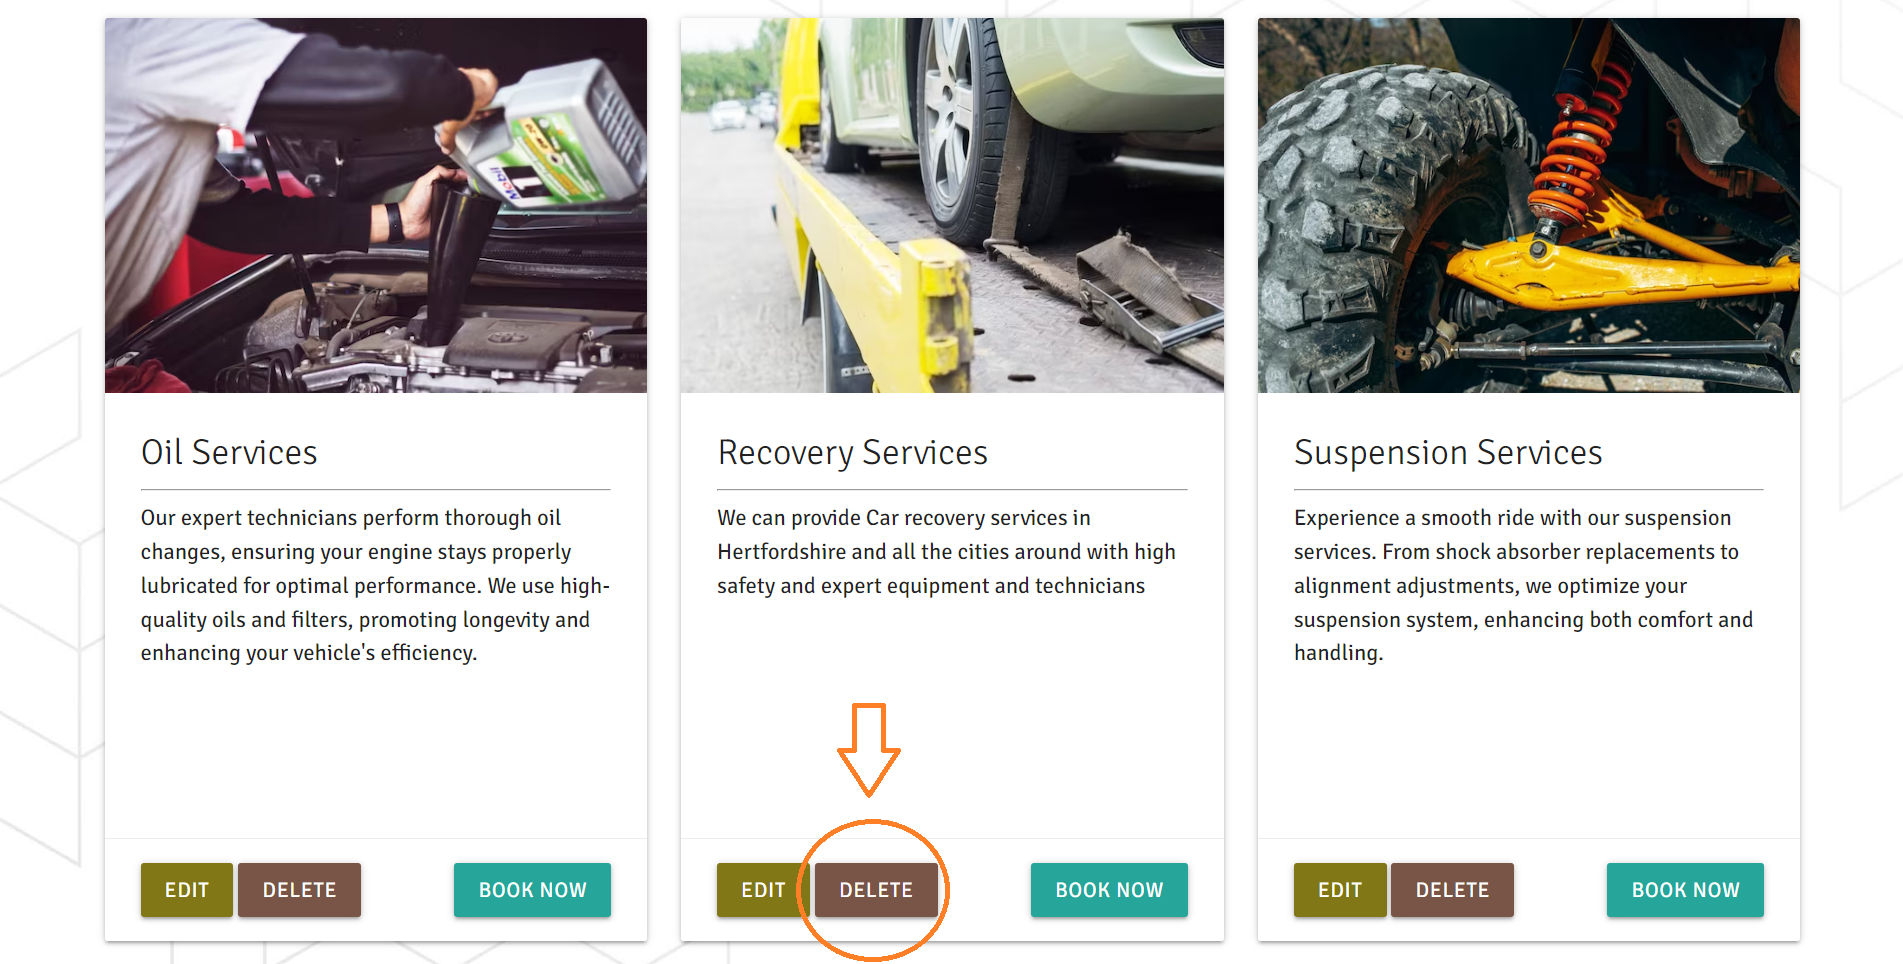 Mobil 1
Oil Services
Our expert technicians perform thorough oil
changes, ensuring your engine stays properly
lubricated for optimal performance. We use high-
quality oils and filters, promoting longevity and
enhancing your vehicle's efficiency.
EDIT
DELETE
BOOK NOW
Recovery Services
We can provide Car recovery services in
Hertfordshire and all the cities around with high
safety and expert equipment and technicians
EDIT
DELETE
BOOK NOW
Suspension Services
Experience a smooth ride with our suspension
services. From shock absorber replacements to
alignment adjustments, we optimize your
suspension system, enhancing both comfort and
handling.
EDIT
DELETE
BOOK NOW